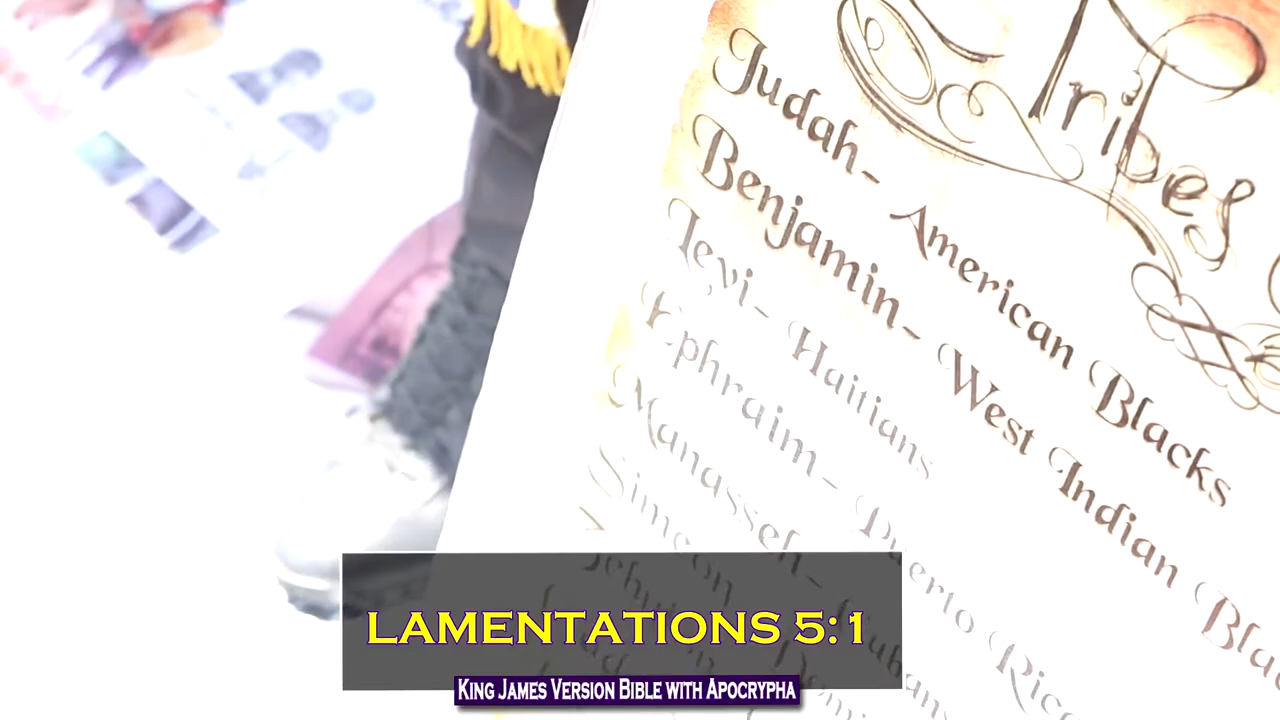 Tribes
Judah- American Blacks
Benjamin- West Indian
Levi- Haitians
Ephraim- Puerto
Manasseh-
Simeon
LAMENTATIONS 5:1
KING JAMES VERSION BIBLE WITH APOCRYPHA